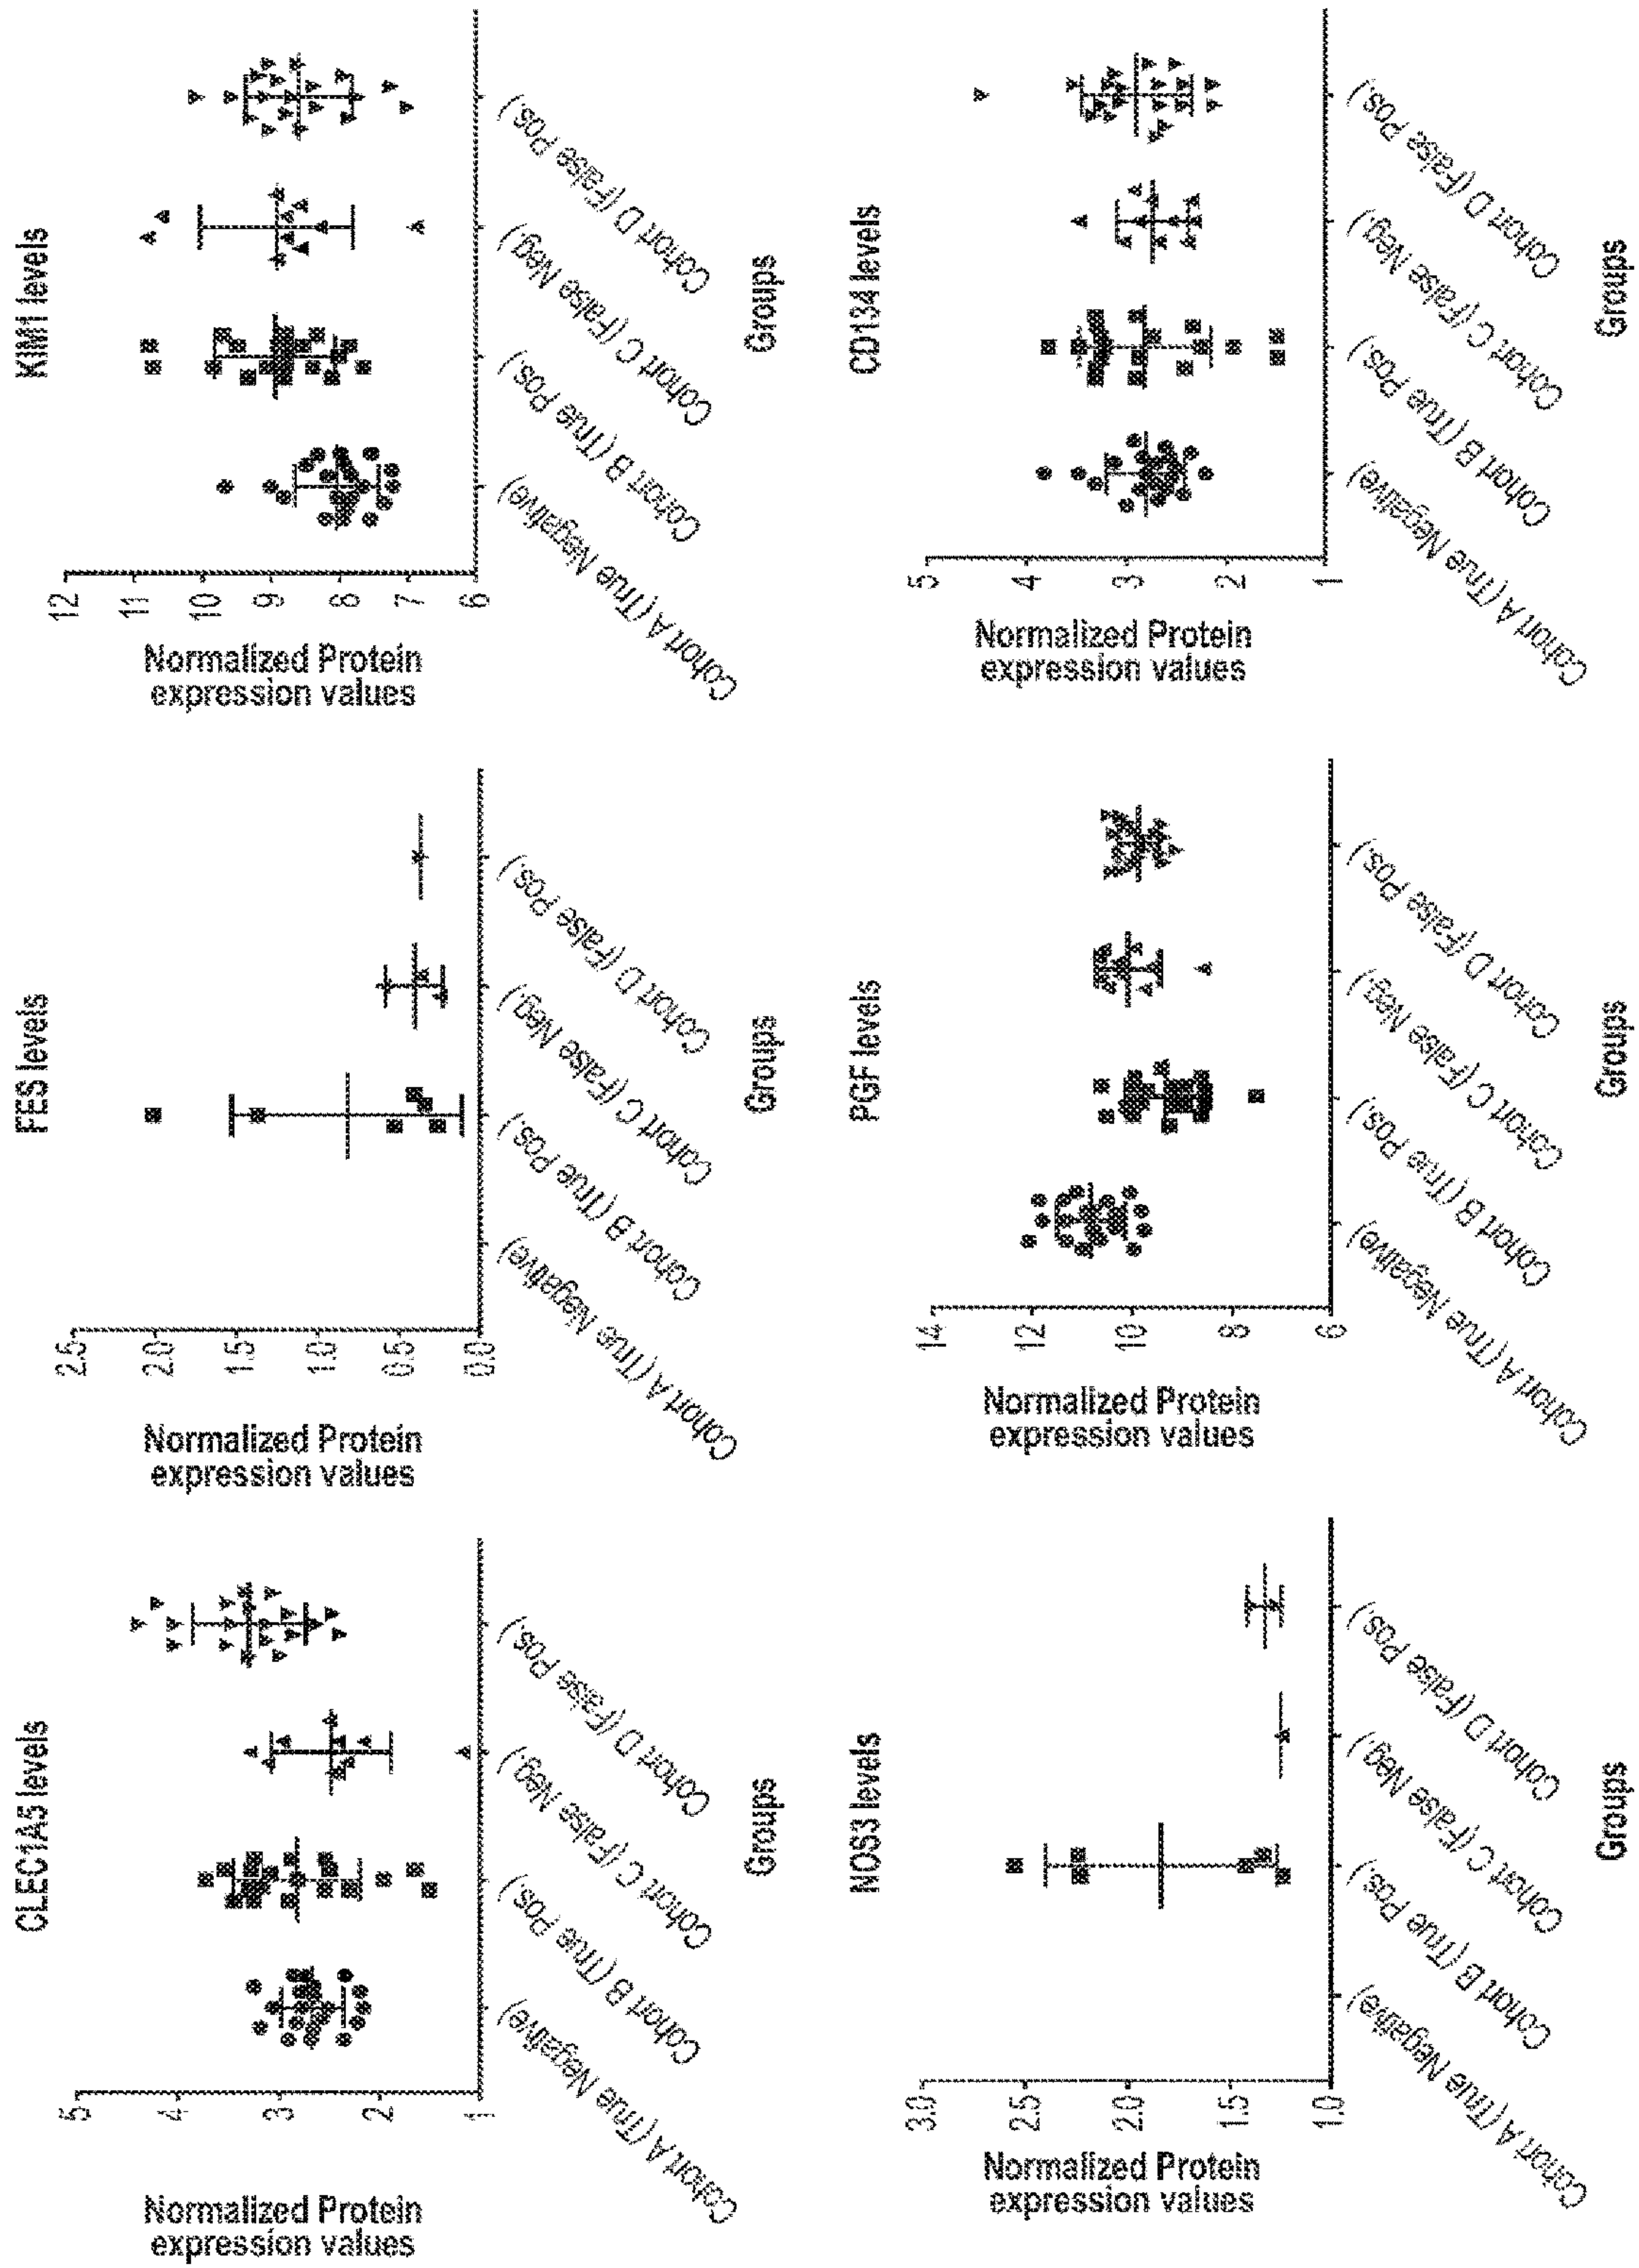 CLEC1A5 levels
Normalized Protein
expression values
5
4
3
2
1
Cohort A (True Negative)
Cohort B (True Pos.)
Cohort C (False Neg.)
Cohort D (False Pos.)
Groups
FES levels
Normalized Protein
expression values
2.5
2.0
1.5
1.0
0.5
0.0
Cohort A (True Negative)
Cohort B (True Pos.)
Cohort C (False Neg.)
Cohort D (False Pos.)
Groups
KIM1 levels
Normalized Protein
expression values
12
11
10
9
8
7
6
Cohort A (True Negative)
Cohort B (True Pos.)
Cohort C (False Neg.)
Cohort D (False Pos.)
Groups
NOS3 levels
Normalized Protein
expression values
3.0
2.5
2.0
1.5
1.0
Cohort A (True Negative)
Cohort B (True Pos.)
Cohort C (False Neg.)
Cohort D (False Pos.)
Groups
PGF levels
Normalized Protein
expression values
14
12
10
8
6
Cohort A (True Negative)
Cohort B (True Pos.)
Cohort C (False Neg.)
Cohort D (False Pos.)
Groups
CD134 levels
Normalized Protein
expression values
5
4
3
2
1
Cohort A (True Negative)
Cohort B (True Pos.)
Cohort C (False Neg.)
Cohort D (False Pos.)
Groups